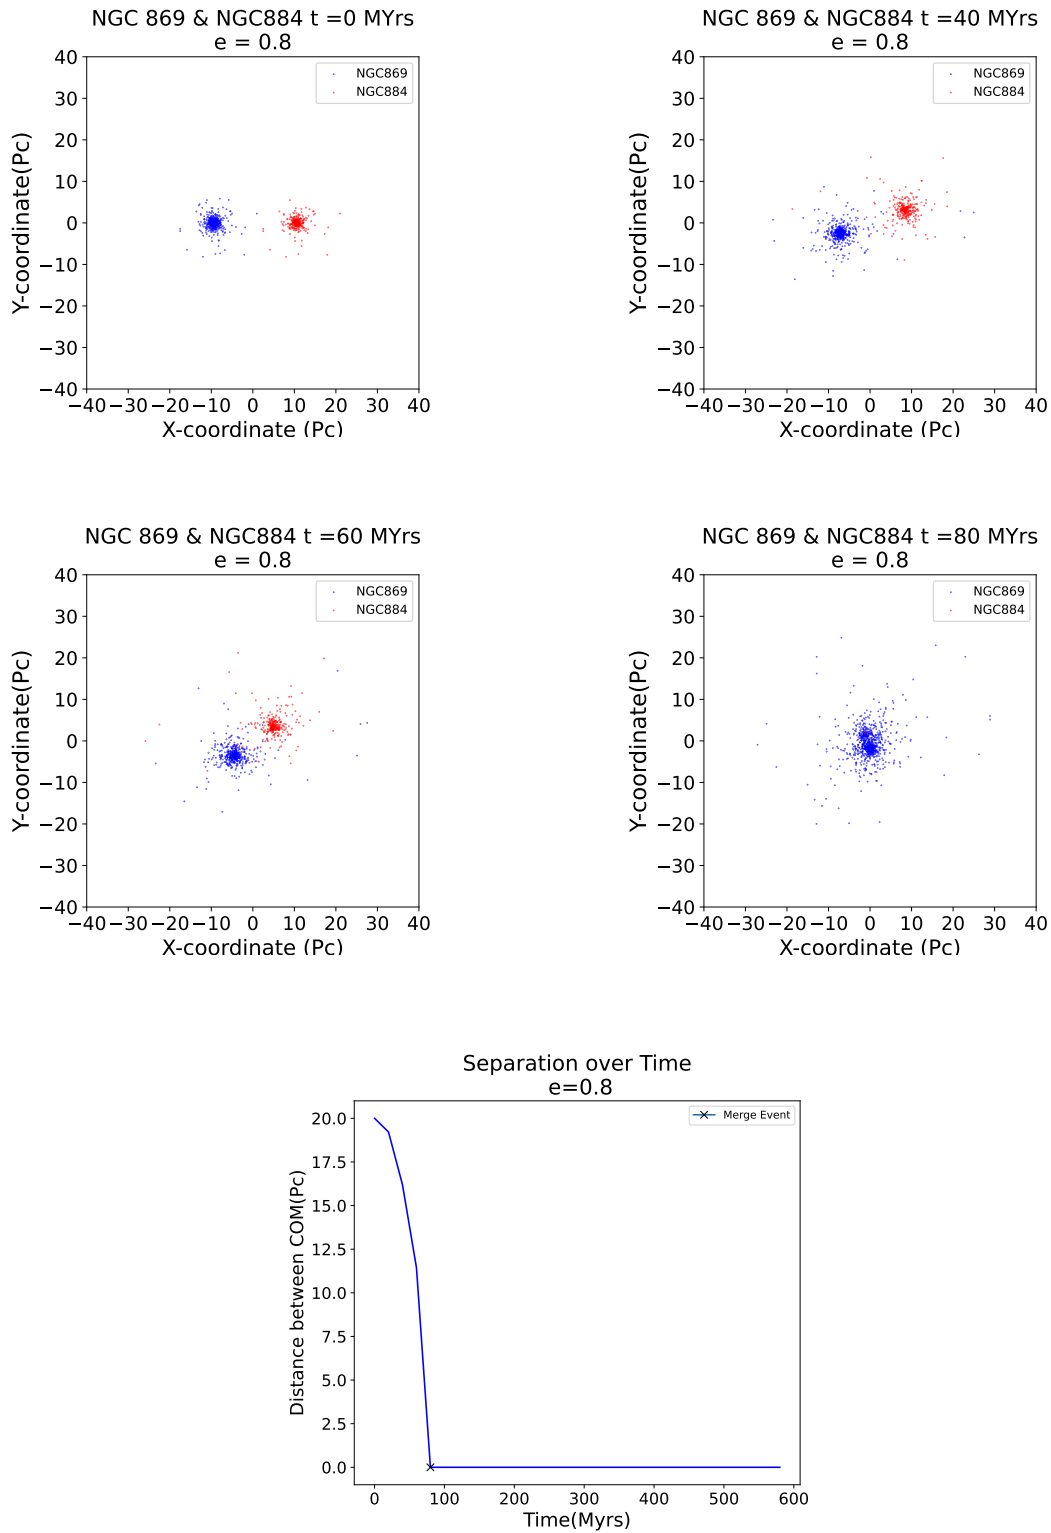 NGC 869 & NGC884 t =0 MYrs
e = 0.8
40
30
20
10
0
−10
−20
−30
−40
−40 −30 −20 −10 0 10 20 30 40
Y-coordinate(Pc)
X-coordinate (Pc)
NGC869
NGC884
NGC 869 & NGC884 t =40 MYrs
e = 0.8
40
30
20
10
0
−10
−20
−30
−40
−40 −30 −20 −10 0 10 20 30 40
Y-coordinate(Pc)
X-coordinate (Pc)
NGC869
NGC884
NGC 869 & NGC884 t =60 MYrs
e = 0.8
40
30
20
10
0
−10
−20
−30
−40
−40 −30 −20 −10 0 10 20 30 40
Y-coordinate(Pc)
X-coordinate (Pc)
NGC869
NGC884
NGC 869 & NGC884 t =80 MYrs
e = 0.8
40
30
20
10
0
−10
−20
−30
−40
−40 −30 −20 −10 0 10 20 30 40
Y-coordinate(Pc)
X-coordinate (Pc)
NGC869
NGC884
Separation over Time
e=0.8
20.0
17.5
15.0
12.5
10.0
7.5
5.0
2.5
0.0
0 100 200 300 400 500 600
Distance between COM(Pc)
Time(Myrs)
Merge Event